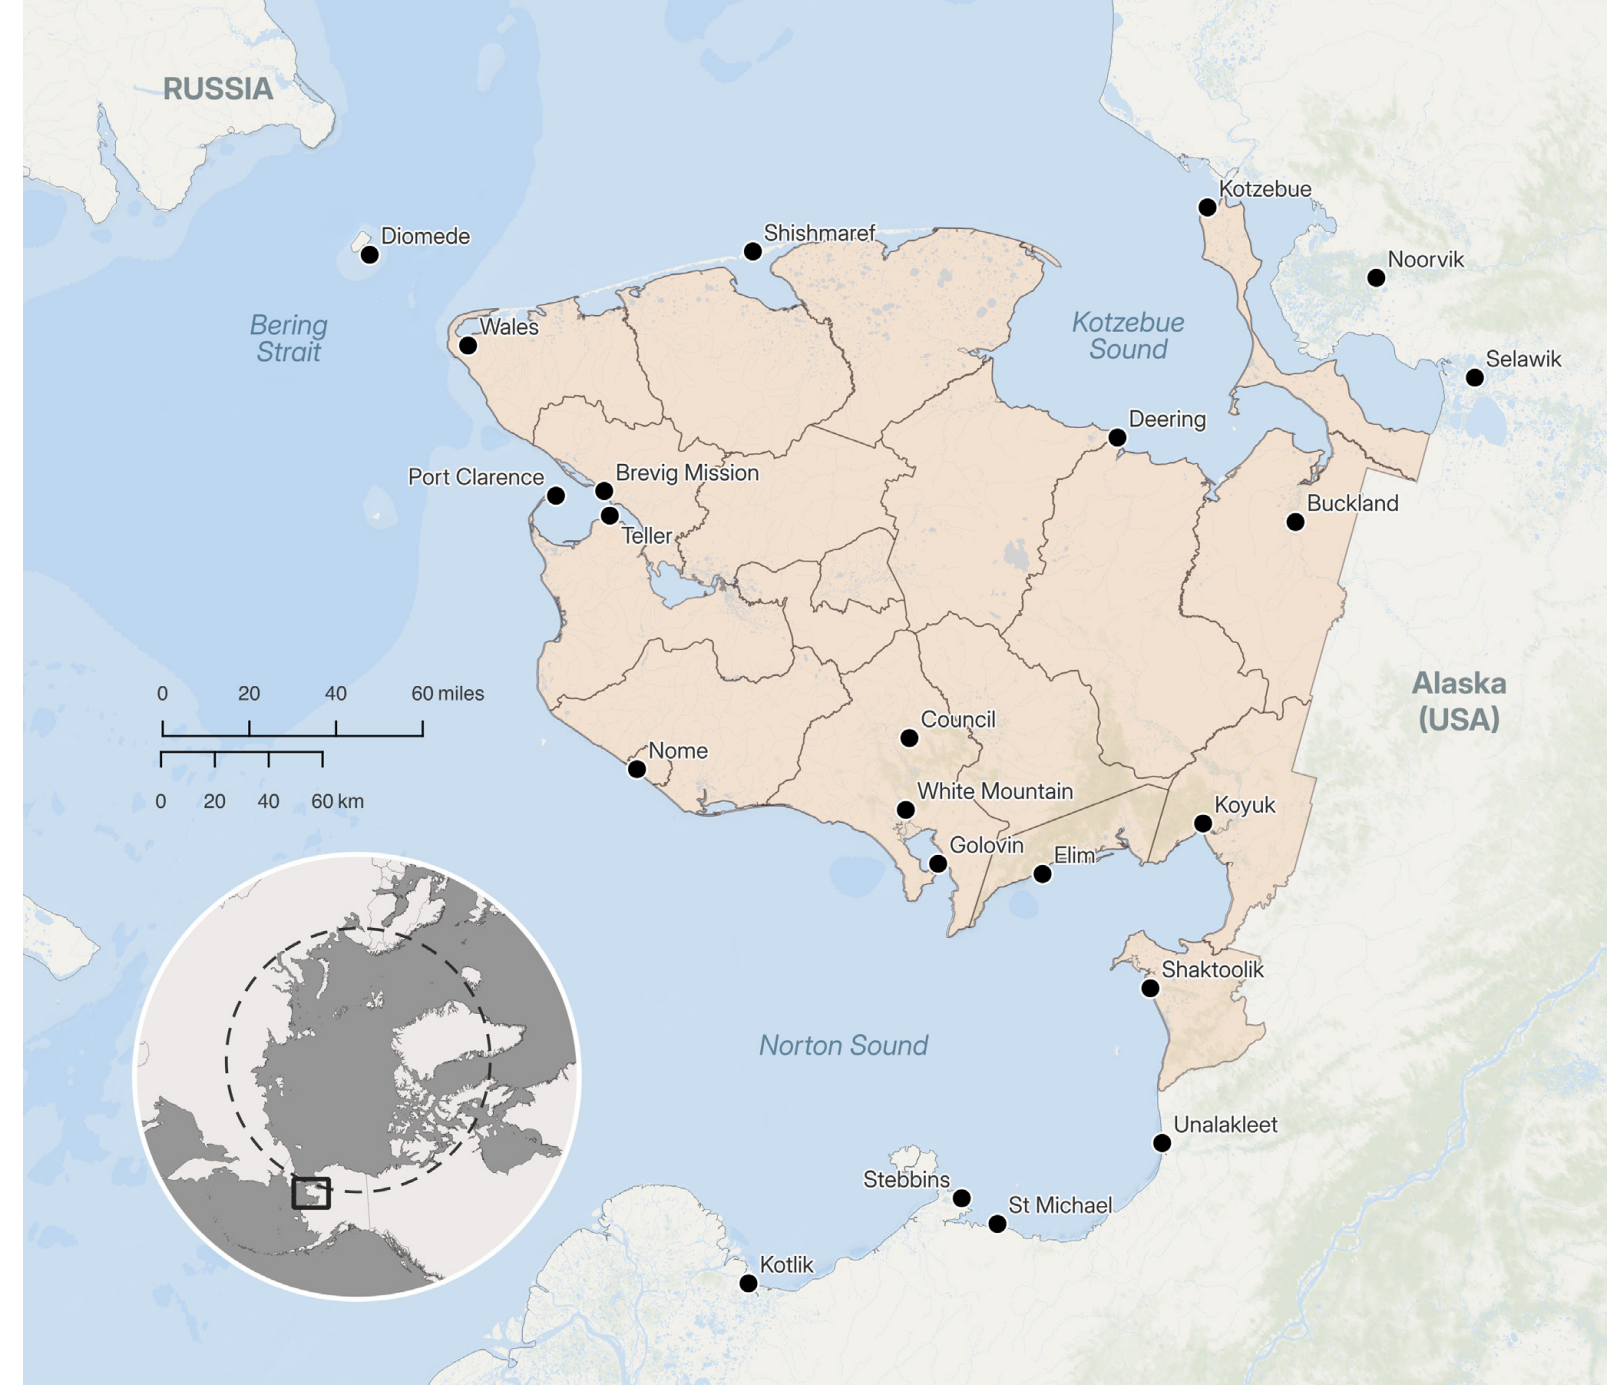 RUSSIA
Kotzebue
Diomede
Shishmaref
Noorvik
Bering
Strait
Wales
Kotzebue
Sound
Selawik
Deering
Port Clarence
Brevig Mission
Buckland
Teller
Alaska
(USA)
0 20 40 60 miles
0 20 40 60 km
Council
Nome
White Mountain
Koyuk
Golovin
Elim
Shaktoolik
Norton Sound
Unalakleet
Stebbins
St Michael
Kotlik